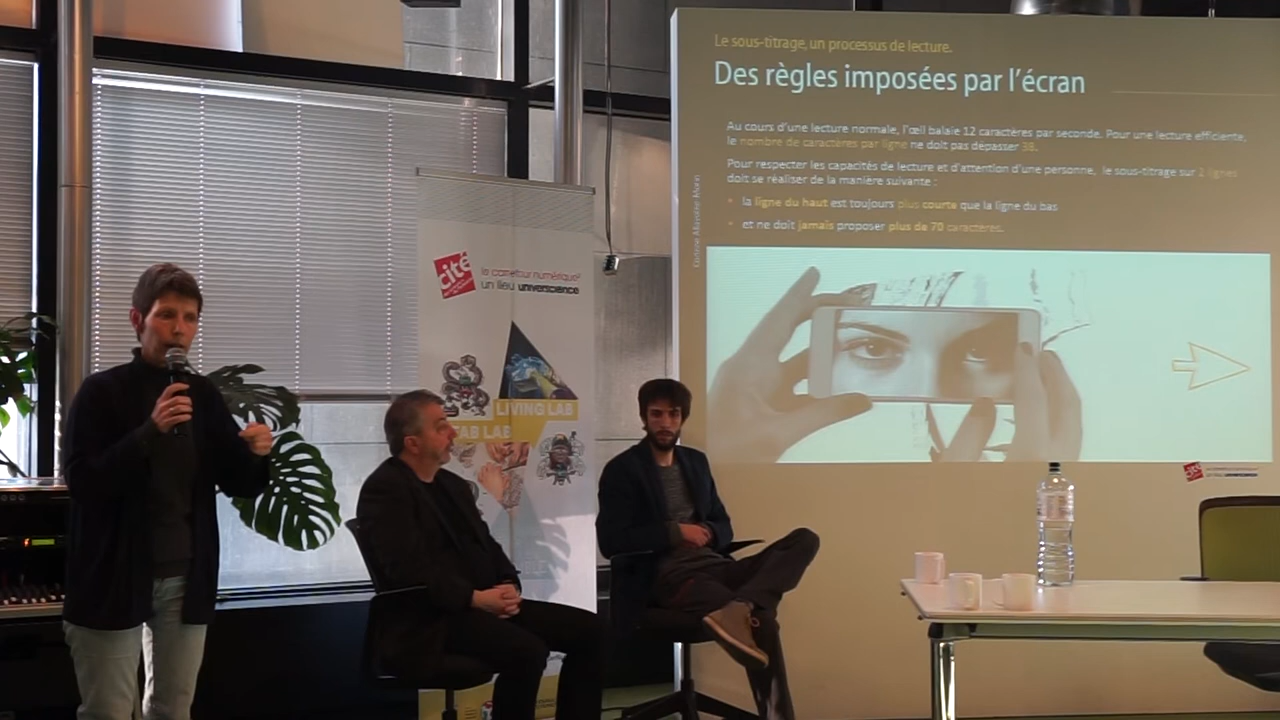 Le sous-titrage, un processus de lecture.
Des règles imposées par l'écran
Au cours d'une lecture normale, l'œil balaie 12 caractères par seconde. Pour une lecture efficiente,
le nombre de caractères par ligne ne doit pas dépasser 38.
Pour respecter les capacités de lecture et d'attention d'une personne, le sous-titrage sur 2 lignes
doit se réaliser de la manière suivante :
• la ligne du haut est toujours plus courte que la ligne du bas
• et ne doit jamais proposer plus de 70 caractères.
cité
le carrefour numérique²
un lieu universcience
LIVING LAB
FAB LAB